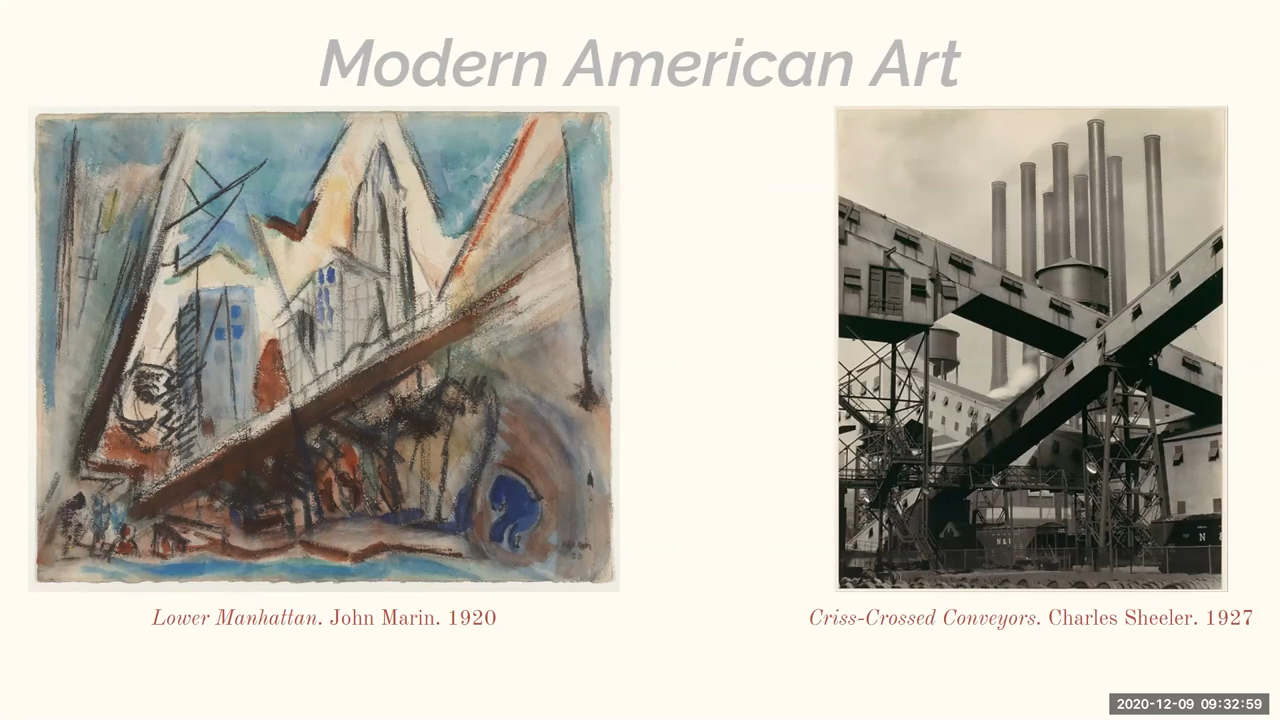 Modern American Art
Lower Manhattan. John Marin. 1920
Criss-Crossed Conveyors. Charles Sheeler. 1927
2020-12-09 09:32:59